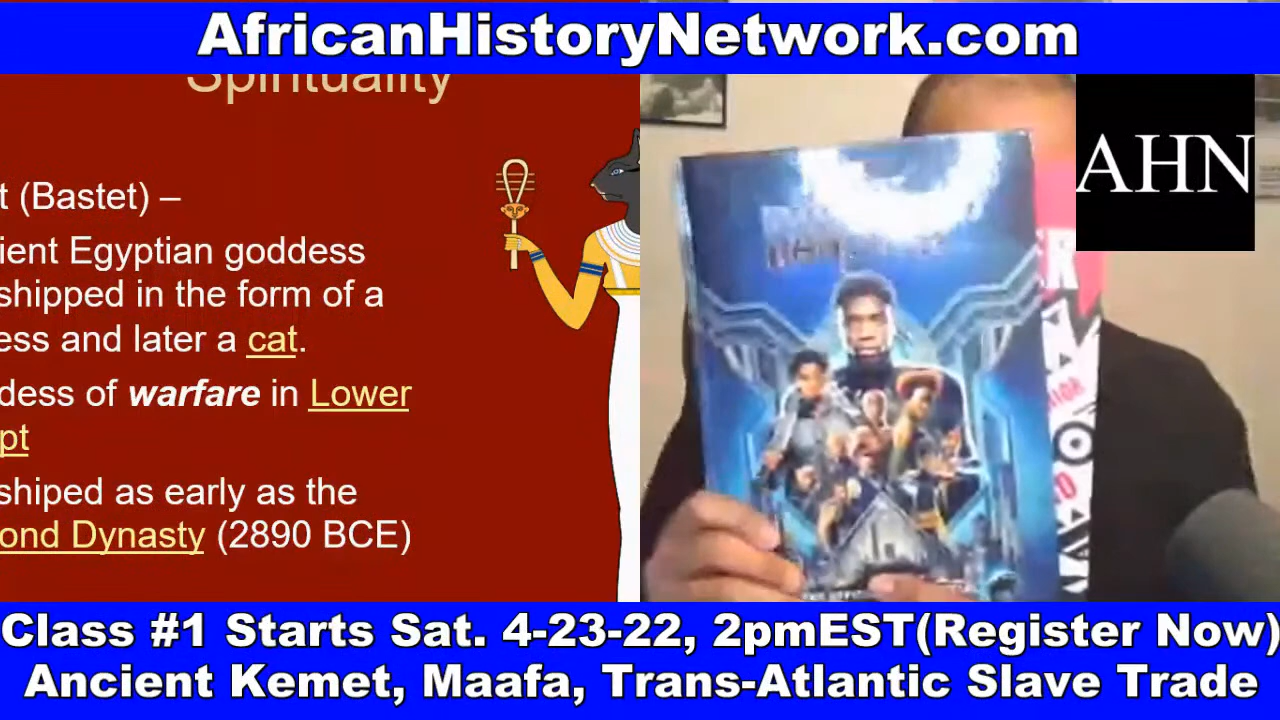 AfricanHistoryNetwork.com
Spirituality
t (Bastet) –
ient Egyptian goddess
shipped in the form of a
ess and later a cat.
dess of warfare in Lower
pt
shiped as early as the
ond Dynasty (2890 BCE)
AHN
Class #1 Starts Sat. 4-23-22, 2pmEST(Register Now)
Ancient Kemet, Maafa, Trans-Atlantic Slave Trade